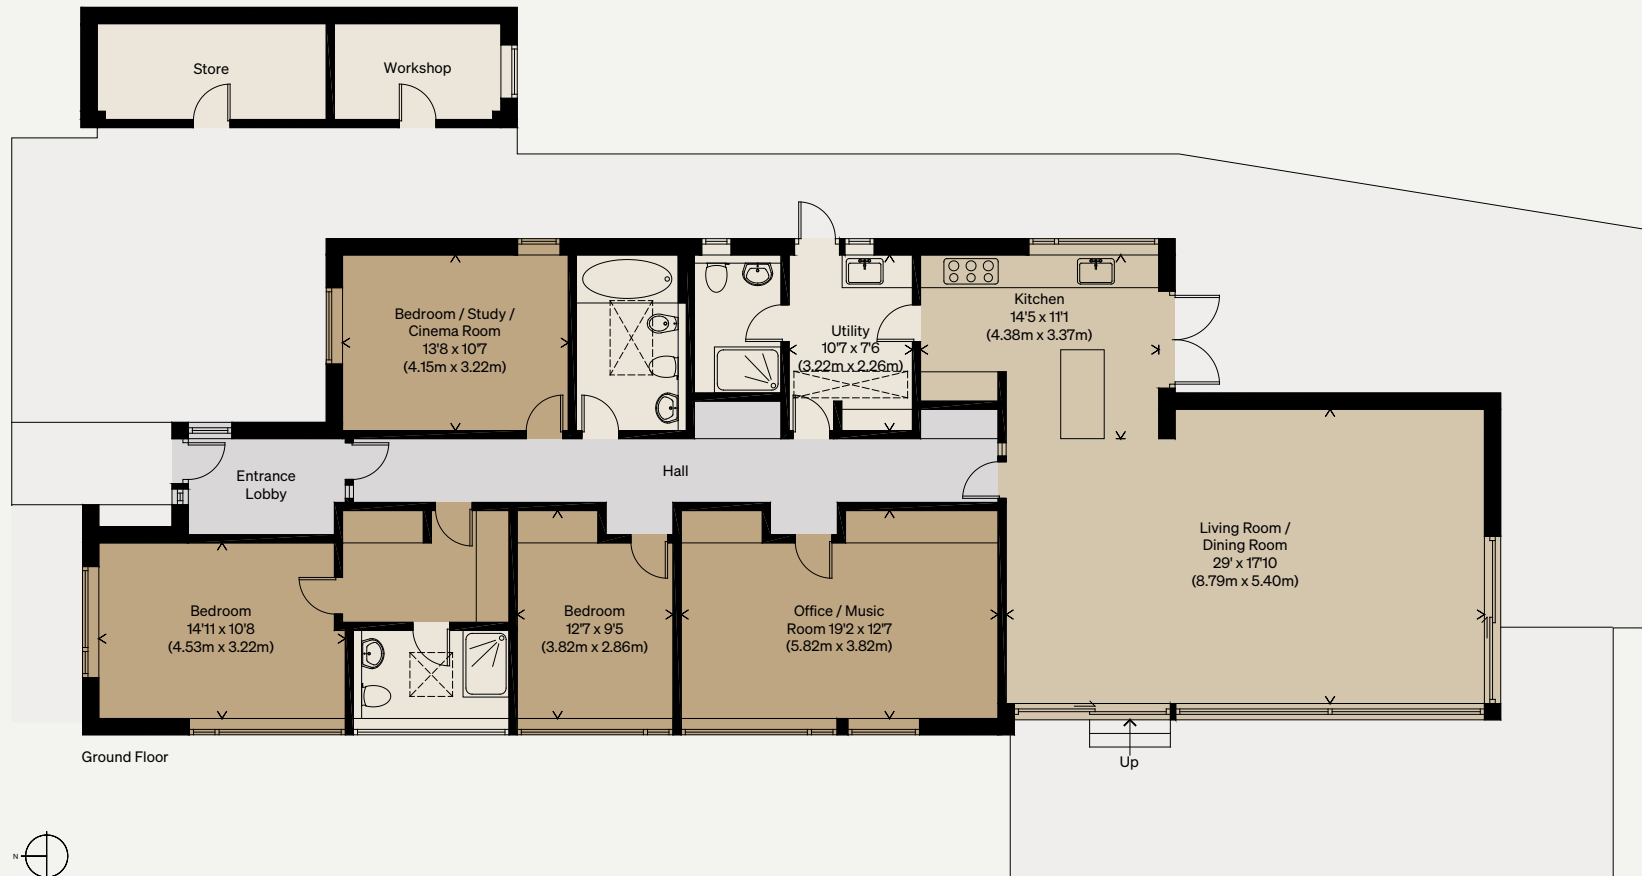 Store
Workshop
Bedroom / Study /
Cinema Room
13'8 x 10'7
(4.15m x 3.22m)
Utility
10'7 x 7'6
(3.22m x 2.26m)
Kitchen
14'5 x 11'1
(4.38m x 3.37m)
Entrance
Lobby
Hall
Living Room /
Dining Room
29' x 17'10
(8.79m x 5.40m)
Bedroom
14'11 x 10'8
(4.53m x 3.22m)
Bedroom
12'7 x 9'5
(3.82m x 2.86m)
Office / Music
Room 19'2 x 12'7
(5.82m x 3.82m)
Ground Floor
Up
N